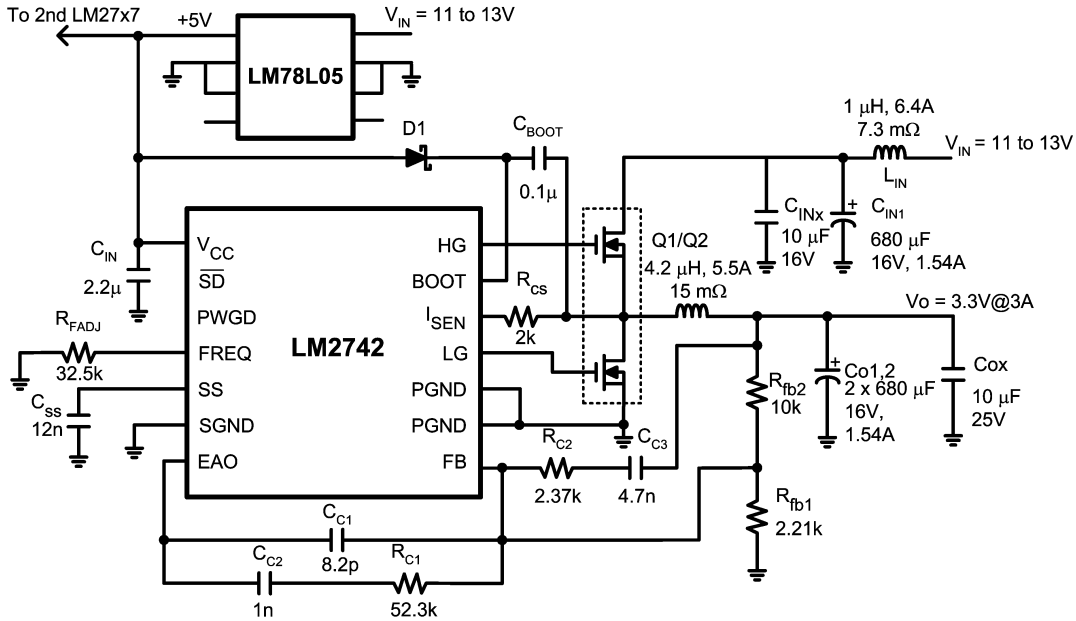 To 2nd LM27x7
+5V
V_IN = 11 to 13V
LM78L05
D1
C_BOOT
0.1μ
1 μH, 6.4A
7.3 mΩ
V_IN = 11 to 13V
L_IN
C_INx
10 μF
16V
+
C_IN1
680 μF
16V, 1.54A
C_IN
2.2μ
V_CC
SD
PWGD
FREQ
SS
SGND
EAO
LM2742
HG
BOOT
I_SEN
LG
PGND
PGND
FB
R_FADJ
32.5k
C_SS
12n
R_CS
2k
Q1/Q2
4.2 μH, 5.5A
15 mΩ
Vo = 3.3V@3A
R_fb2
10k
+
Co1,2
2 x 680 μF
16V,
1.54A
Cox
10 μF
25V
R_C2
2.37k
C_C3
4.7n
R_fb1
2.21k
C_C1
8.2p
C_C2
1n
R_C1
52.3k